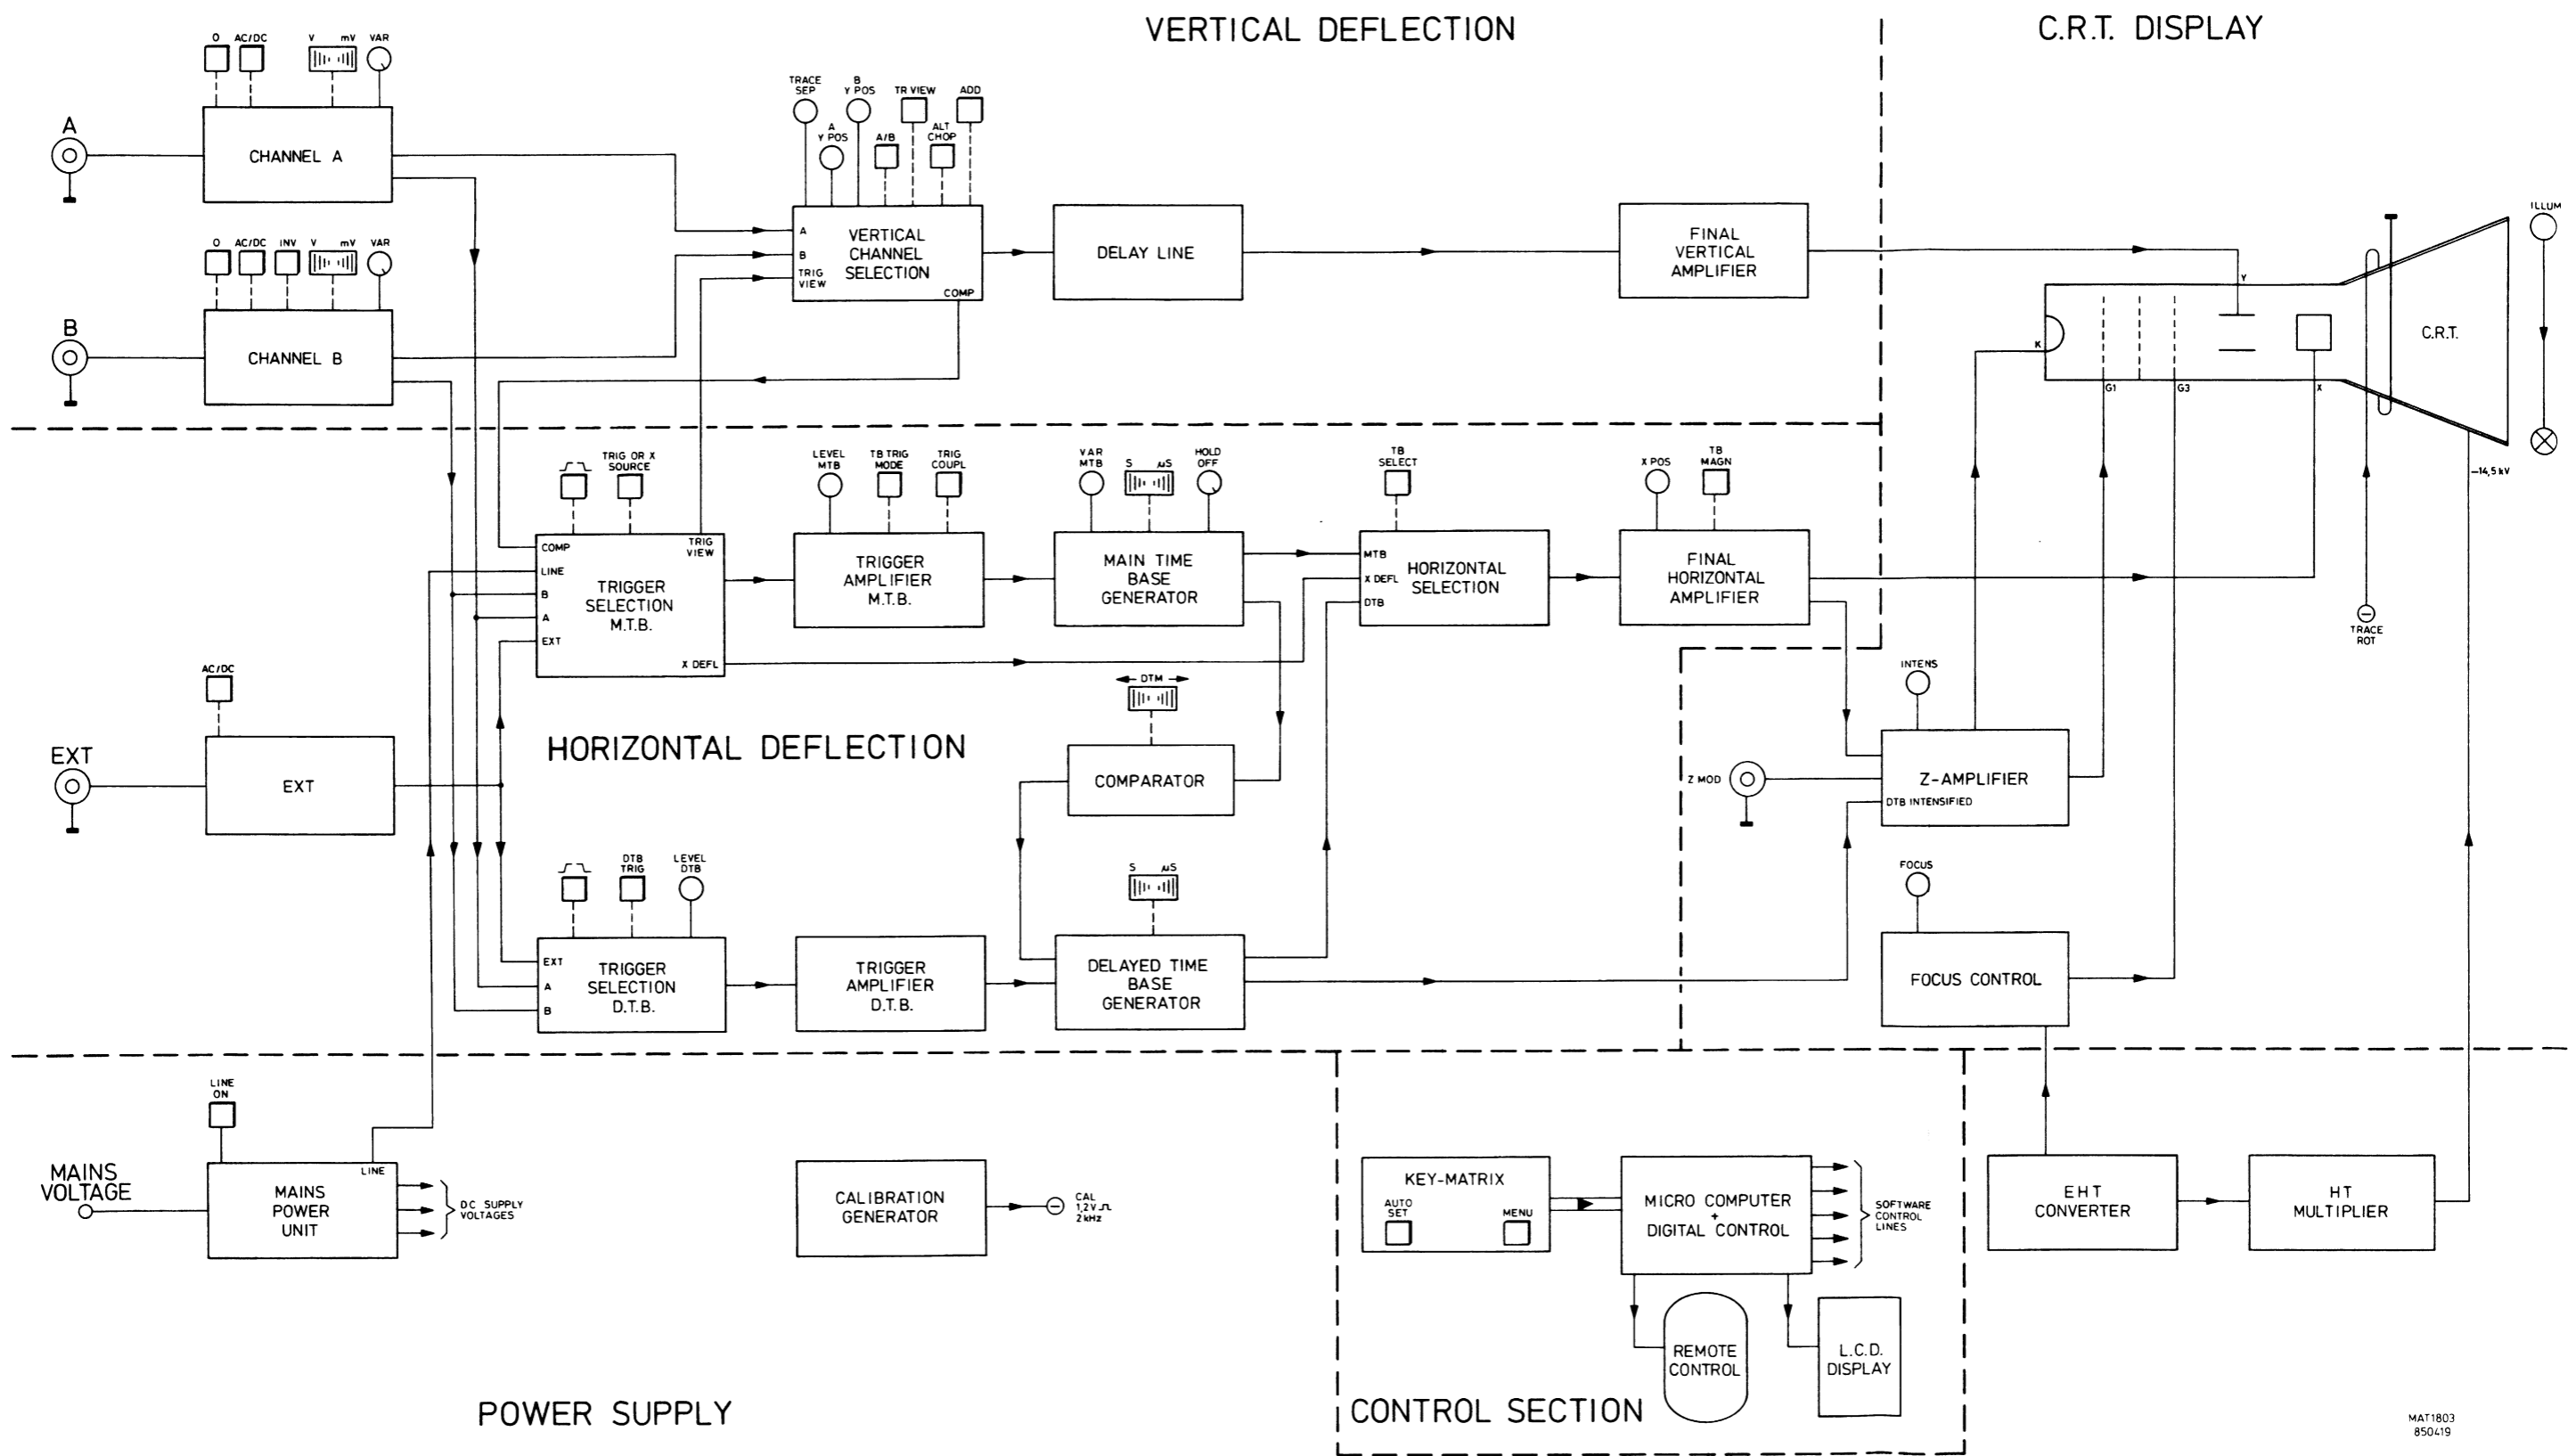 VERTICAL DEFLECTION
C.R.T. DISPLAY
0
AC/DC
V mV
VAR
A
CHANNEL A
0
AC/DC
INV
V mV
VAR
B
CHANNEL B
TRACE
SEP
A
Y POS
B
Y POS
A/B
TR VIEW
ALT
CHOP
ADD
A
B
TRIG
VIEW
VERTICAL
CHANNEL
SELECTION
COMP
DELAY LINE
FINAL
VERTICAL
AMPLIFIER
Y
K
G1
G3
X
C.R.T.
ILLUM
-14,5 kV
TRACE
ROT
TRIG OR X
SOURCE
COMP
LINE
B
A
EXT
TRIG
VIEW
TRIGGER
SELECTION
M.T.B.
X DEFL
LEVEL
MTB
TB TRIG
MODE
TRIG
COUPL
TRIGGER
AMPLIFIER
M.T.B.
VAR
MTB
S µS
HOLD
OFF
MAIN TIME
BASE
GENERATOR
TB
SELECT
MTB
X DEFL
DTB
HORIZONTAL
SELECTION
X POS
TB
MAGN
FINAL
HORIZONTAL
AMPLIFIER
AC/DC
EXT
EXT
HORIZONTAL DEFLECTION
DTM
COMPARATOR
INTENS
Z MOD
Z-AMPLIFIER
DTB INTENSIFIED
DTB
TRIG
LEVEL
DTB
EXT
A
B
TRIGGER
SELECTION
D.T.B.
TRIGGER
AMPLIFIER
D.T.B.
S µS
DELAYED TIME
BASE
GENERATOR
FOCUS
FOCUS CONTROL
LINE
ON
MAINS
VOLTAGE
LINE
MAINS
POWER
UNIT
DC SUPPLY
VOLTAGES
CALIBRATION
GENERATOR
CAL
1,2V
2 kHz
KEY-MATRIX
AUTO
SET
MENU
MICRO COMPUTER
+
DIGITAL CONTROL
SOFTWARE
CONTROL
LINES
REMOTE
CONTROL
L.C.D.
DISPLAY
EHT
CONVERTER
HT
MULTIPLIER
POWER SUPPLY
CONTROL SECTION
MAT1803
850419